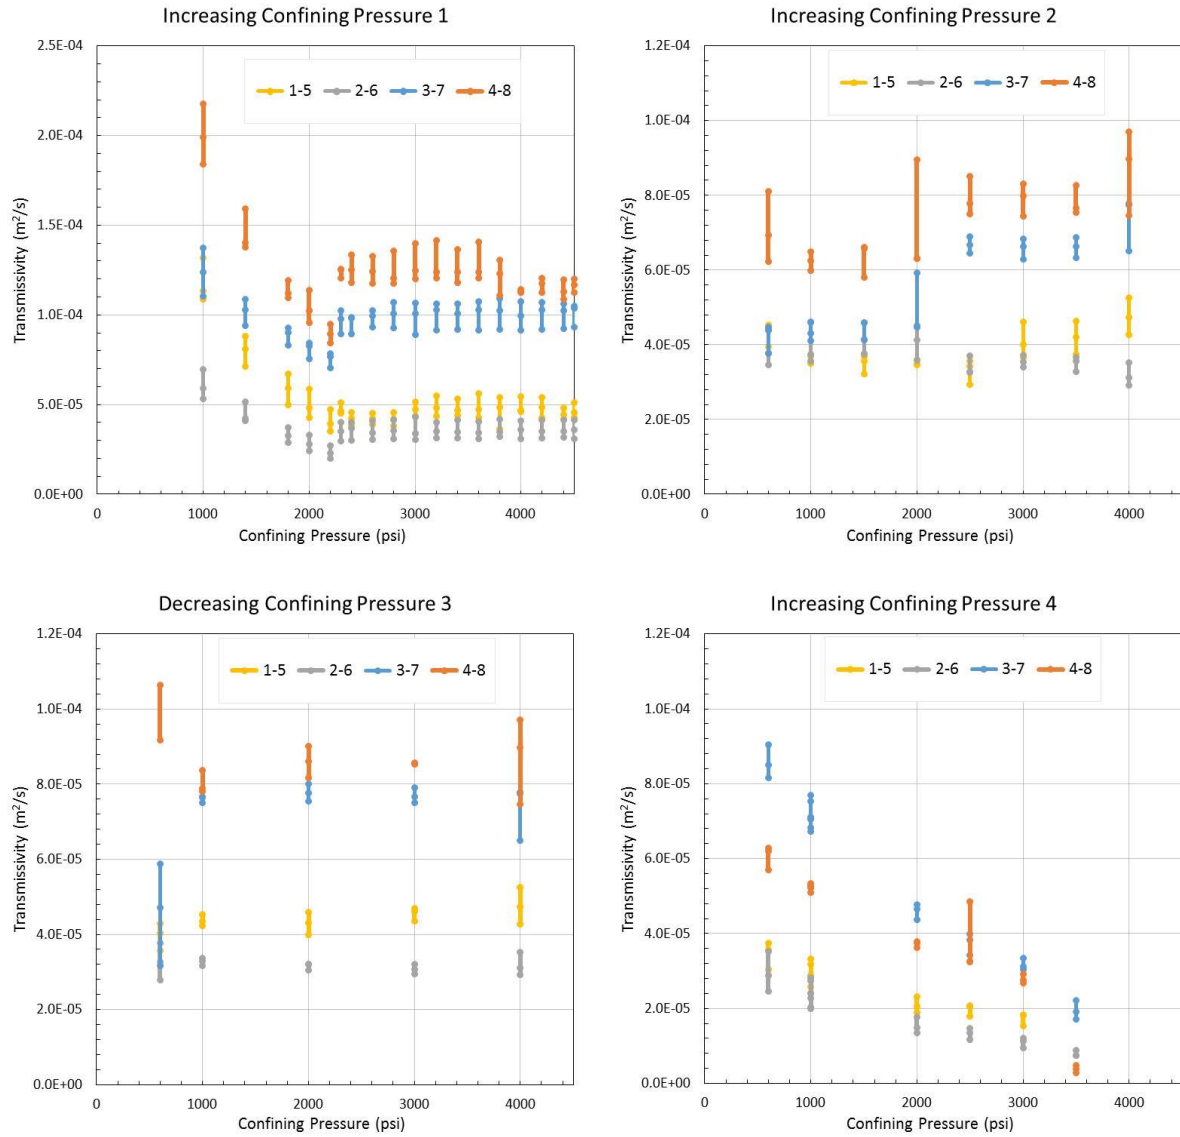 Increasing Confining Pressure 1
2.5E-04
2.0E-04
1.5E-04
1.0E-04
5.0E-05
0.0E+00
Transmissivity (m²/s)
1-5 2-6 3-7 4-8
0 1000 2000 3000 4000
Confining Pressure (psi)
Increasing Confining Pressure 2
1.2E-04
1.0E-04
8.0E-05
6.0E-05
4.0E-05
2.0E-05
0.0E+00
Transmissivity (m²/s)
1-5 2-6 3-7 4-8
0 1000 2000 3000 4000
Confining Pressure (psi)
Decreasing Confining Pressure 3
1.2E-04
1.0E-04
8.0E-05
6.0E-05
4.0E-05
2.0E-05
0.0E+00
Transmissivity (m²/s)
1-5 2-6 3-7 4-8
0 1000 2000 3000 4000
Confining Pressure (psi)
Increasing Confining Pressure 4
1.2E-04
1.0E-04
8.0E-05
6.0E-05
4.0E-05
2.0E-05
0.0E+00
Transmissivity (m²/s)
1-5 2-6 3-7 4-8
0 1000 2000 3000 4000
Confining Pressure (psi)